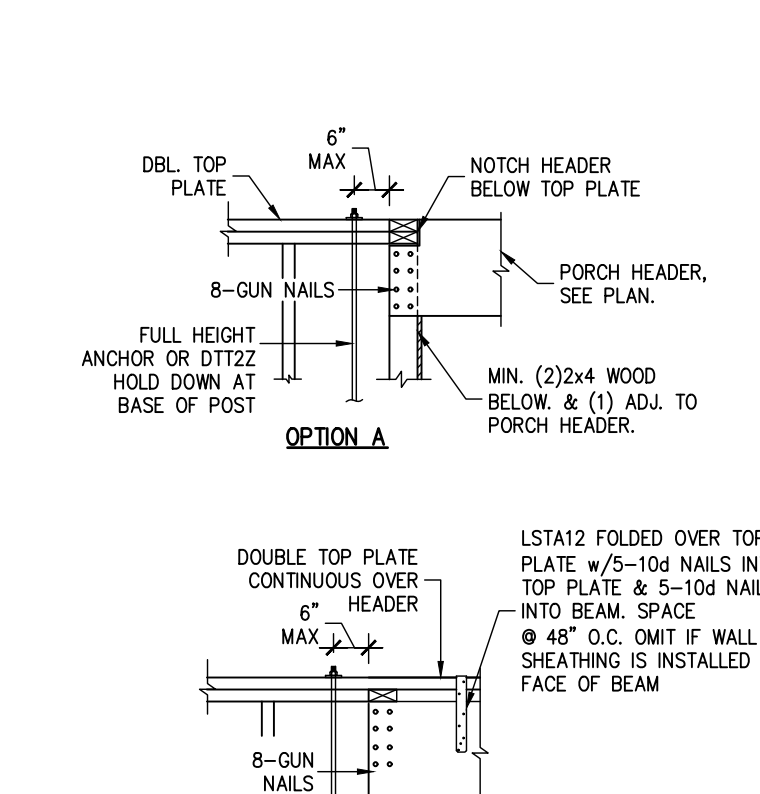 6"
MAX
DBL. TOP
PLATE
NOTCH HEADER
BELOW TOP PLATE
PORCH HEADER,
SEE PLAN.
8-GUN NAILS
FULL HEIGHT
ANCHOR OR DTT2Z
HOLD DOWN AT
BASE OF POST
MIN. (2)2x4 WOOD
BELOW. & (1) ADJ. TO
PORCH HEADER.
OPTION A
LSTA12 FOLDED OVER TOP
PLATE w/5-10d NAILS IN
TOP PLATE & 5-10d NAIL
INTO BEAM. SPACE
@ 48" O.C. OMIT IF WALL
SHEATHING IS INSTALLED
FACE OF BEAM
DOUBLE TOP PLATE
CONTINUOUS OVER
HEADER
6"
MAX
8-GUN
NAILS